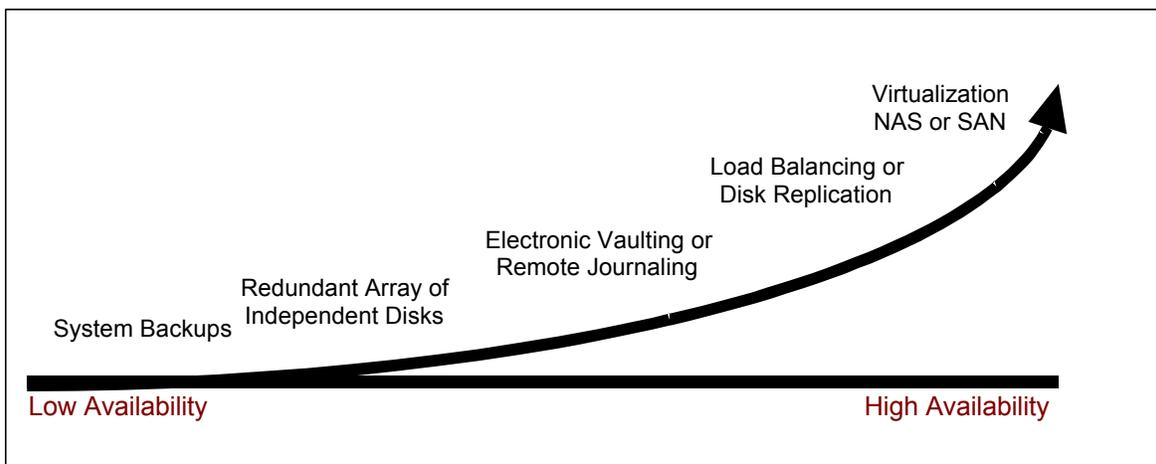 System Backups
Redundant Array of
Independent Disks
Electronic Vaulting or
Remote Journaling
Load Balancing or
Disk Replication
Virtualization
NAS or SAN
Low Availability
High Availability